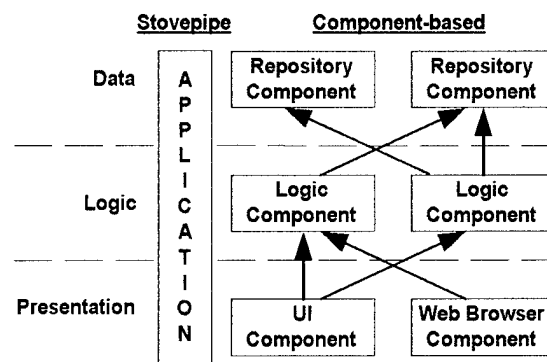 Stovepipe
Component-based
Data
APPLICATION
Repository
Component
Repository
Component
Logic
Logic
Component
Logic
Component
Presentation
UI
Component
Web Browser
Component